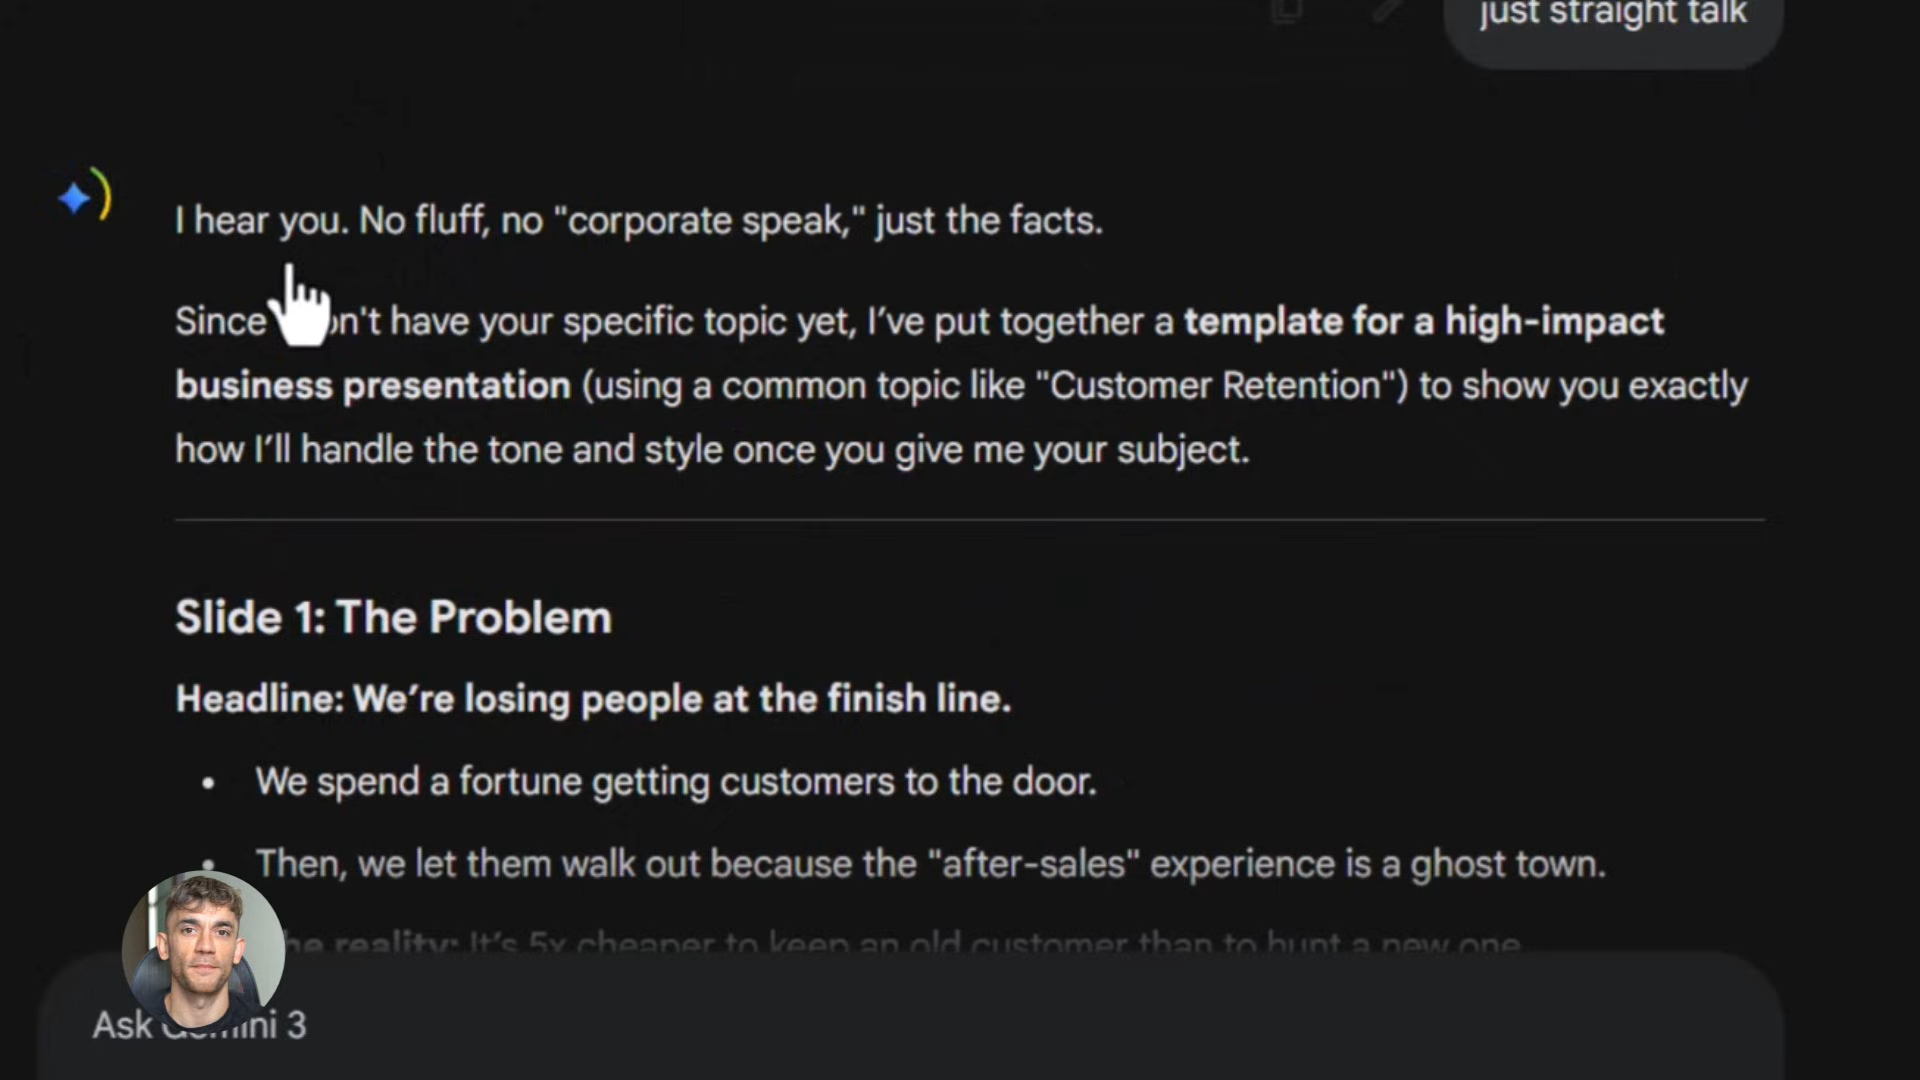 just straight talk
I hear you. No fluff, no "corporate speak," just the facts.
Since have your specific topic yet, I've put together a template for a high-impact
business presentation (using a common topic like "Customer Retention") to show you exactly
how I'll handle the tone and style once you give me your subject.
Slide 1: The Problem
Headline: We're losing people at the finish line.
• We spend a fortune getting customers to the door.
• Then, we let them walk out because the "after-sales" experience is a ghost town.
reality: It's 5x cheaper to keep an old customer than to hunt a new one
Ask 3